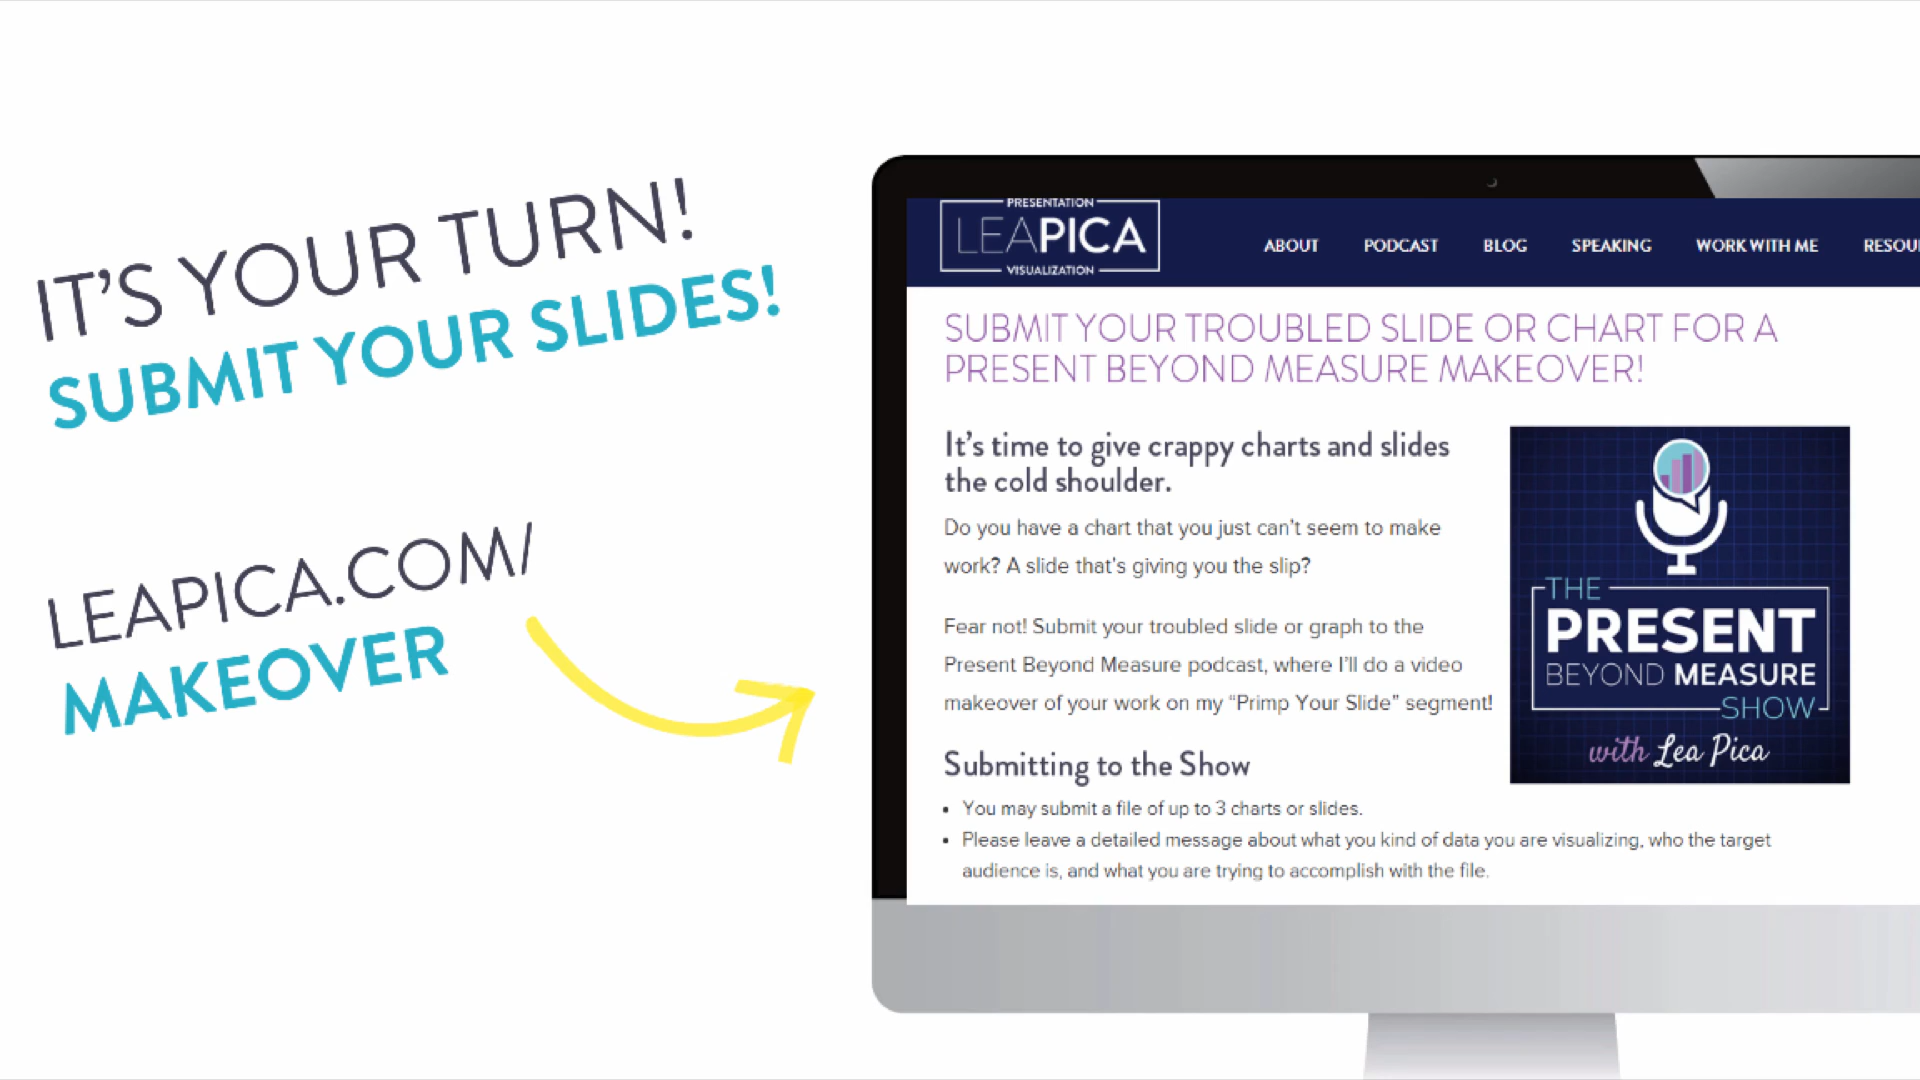 IT'S YOUR TURN!
SUBMIT YOUR SLIDES!
LEAPICA.COM/
MAKEOVER
PRESENTATION
LEAPICA
VISUALIZATION
ABOUT PODCAST BLOG SPEAKING WORK WITH ME
SUBMIT YOUR TROUBLED SLIDE OR CHART FOR A
PRESENT BEYOND MEASURE MAKEOVER!
It's time to give crappy charts and slides
the cold shoulder.
Do you have a chart that you just can't seem to make
work? A slide that's giving you the slip?
Fear not! Submit your troubled slide or graph to the
Present Beyond Measure podcast, where I'll do a video
makeover of your work on my “Primp Your Slide” segment!
Submitting to the Show
• You may submit a file of up to 3 charts or slides.
• Please leave a detailed message about what you kind of data you are visualizing, who the target
audience is, and what you are trying to accomplish with the file.
THE
PRESENT
BEYOND MEASURE
SHOW
with Lea Pica